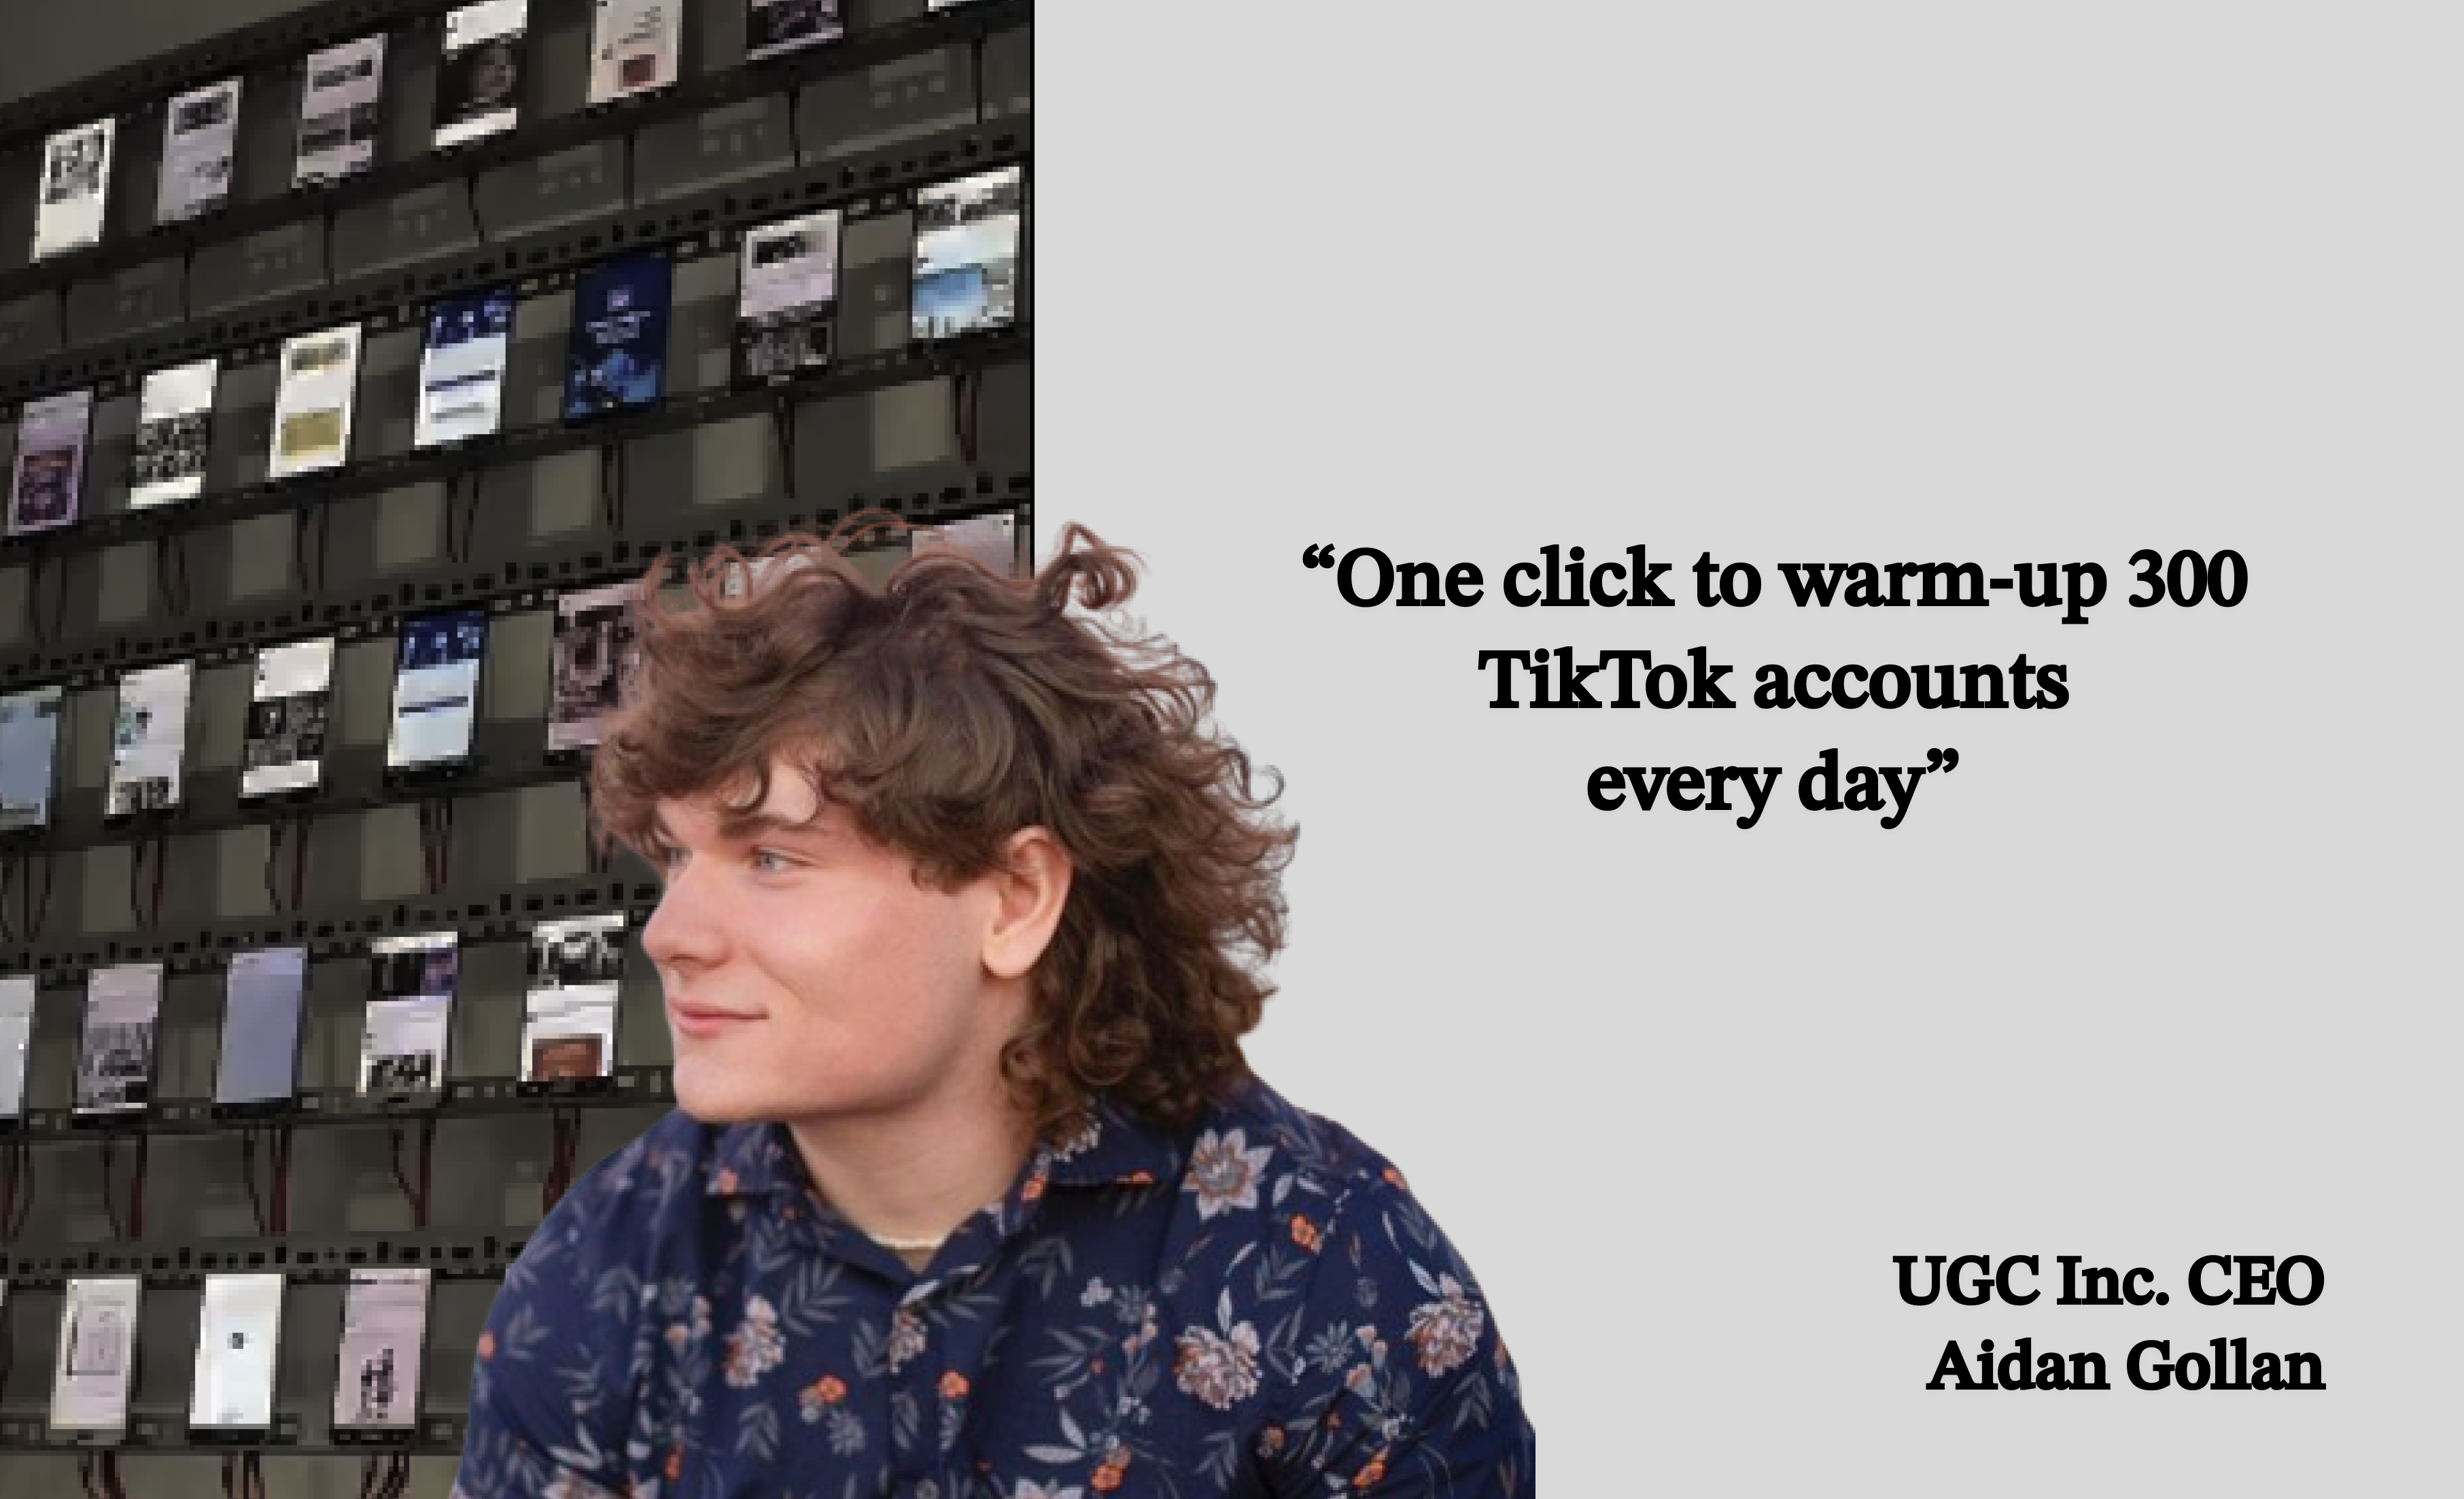 “One click to warm-up 300
TikTok accounts
every day”
UGC Inc. CEO
Aidan Gollan